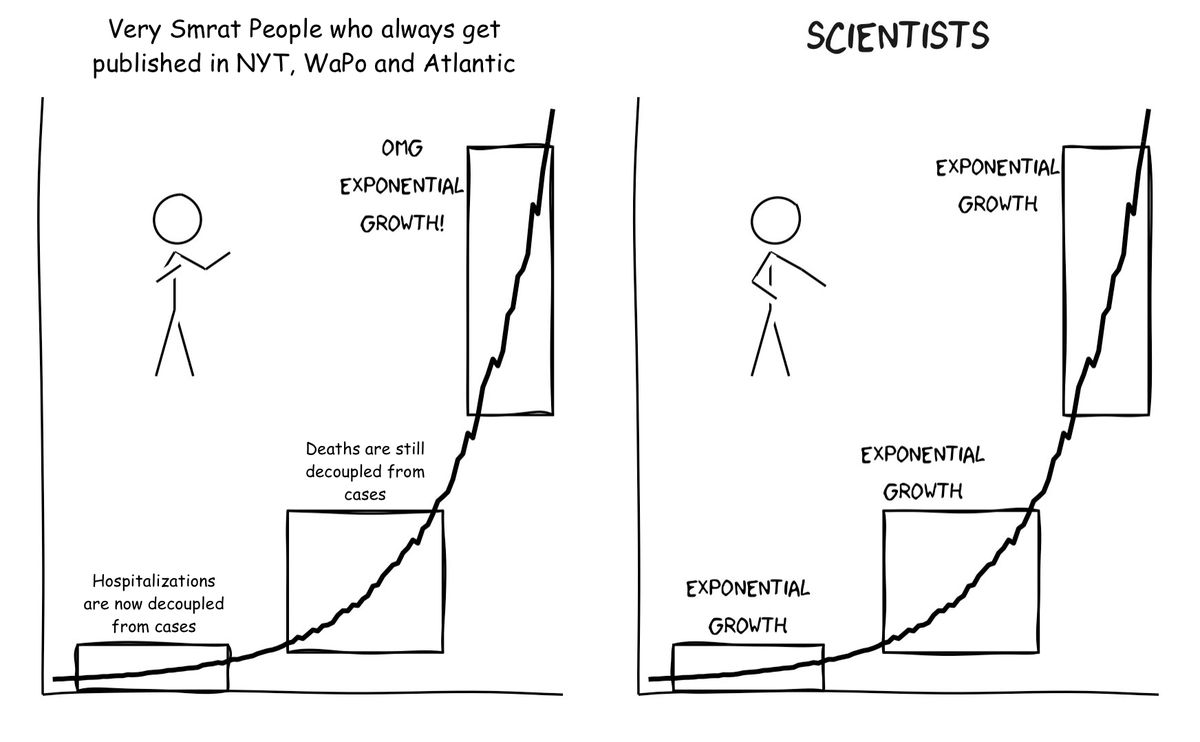 Very Smrat People who always get
published in NYT, WaPo and Atlantic
OMG
EXPONENTIAL
GROWTH!
Deaths are still
decoupled from
cases
Hospitalizations
are now decoupled
from cases
SCIENTISTS
EXPONENTIAL
GROWTH
EXPONENTIAL
GROWTH
EXPONENTIAL
GROWTH